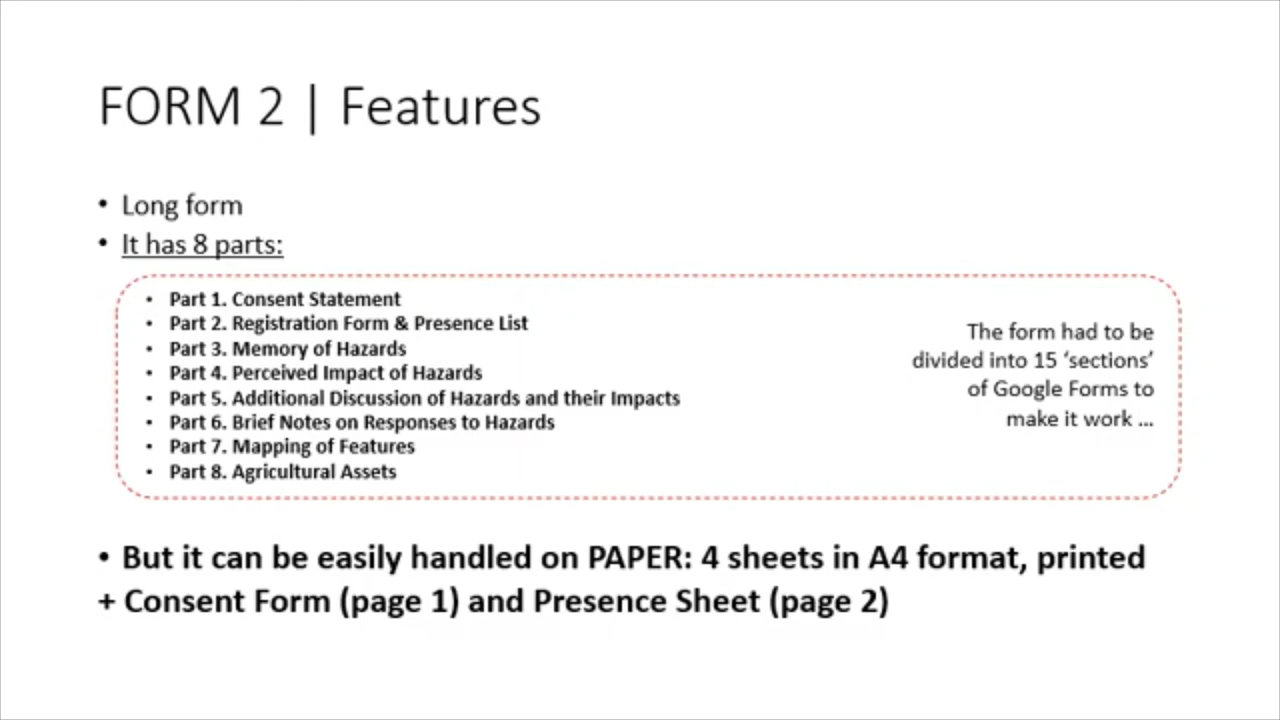 FORM 2 | Features
• Long form
• It has 8 parts:
• Part 1. Consent Statement
• Part 2. Registration Form & Presence List
• Part 3. Memory of Hazards
• Part 4. Perceived Impact of Hazards
• Part 5. Additional Discussion of Hazards and their Impacts
• Part 6. Brief Notes on Responses to Hazards
• Part 7. Mapping of Features
• Part 8. Agricultural Assets
The form had to be
divided into 15 ‘sections’
of Google Forms to
make it work ...
• But it can be easily handled on PAPER: 4 sheets in A4 format, printed
+ Consent Form (page 1) and Presence Sheet (page 2)